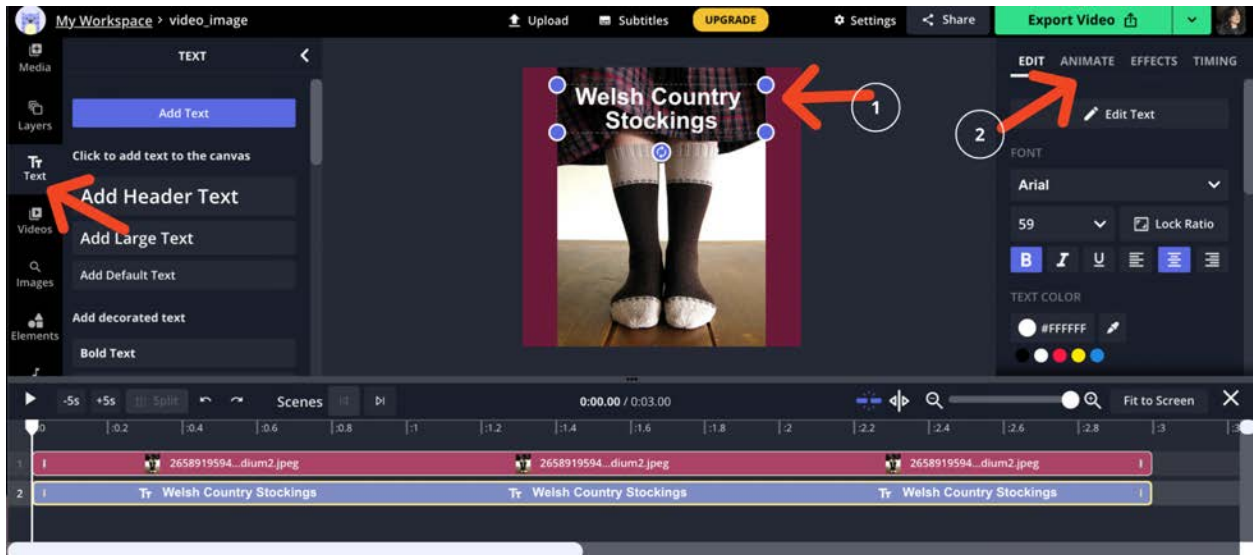 My Workspace > video_image
Upload
Subtitles
UPGRADE
Settings
Share
Export Video
Media
Layers
Text
Videos
Images
Elements
TEXT
Add Text
Click to add text to the canvas
Add Header Text
Add Large Text
Add Default Text
Add decorated text
Bold Text
Welsh Country
Stockings
1
2
EDIT ANIMATE EFFECTS TIMING
Edit Text
FONT
Arial
59
Lock Ratio
B I U
TEXT COLOR
#FFFFFF
-5s +5s Split Scenes 0:00.00 / 0:03.00 Fit to Screen
:0 :0.2 :0.4 :0.6 :0.8 :1 :1.2 :1.4 :1.6 :1.8 :2 :2.2 :2.4 :2.6 :2.8 :3
1 2658919594...dium2.jpeg 2658919594...dium2.jpeg 2658919594...dium2.jpeg
2 Tт Welsh Country Stockings Tт Welsh Country Stockings Tт Welsh Country Stockings